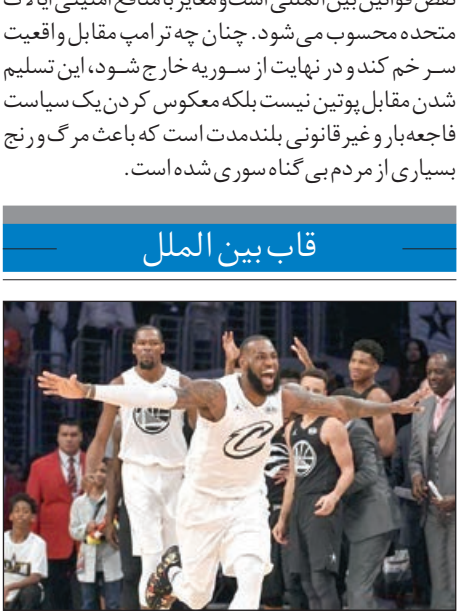 نقض قوانین بین المللی است و مغایر با منافع امنیتی ایالات
متحده محسوب می شود. چنان چه ترامپ مقابل واقعیت
سر خم کند و در نهایت از سوریه خارج شود، این تسلیم
شدن مقابل پوتین نیست بلکه معکوس کردن یک سیاست
فاجعه بار و غیرقانونی بلندمدت است که باعث مرگ و رنج
بسیاری از مردم بی گناه سوری شده است.
قاب بین الملل
C